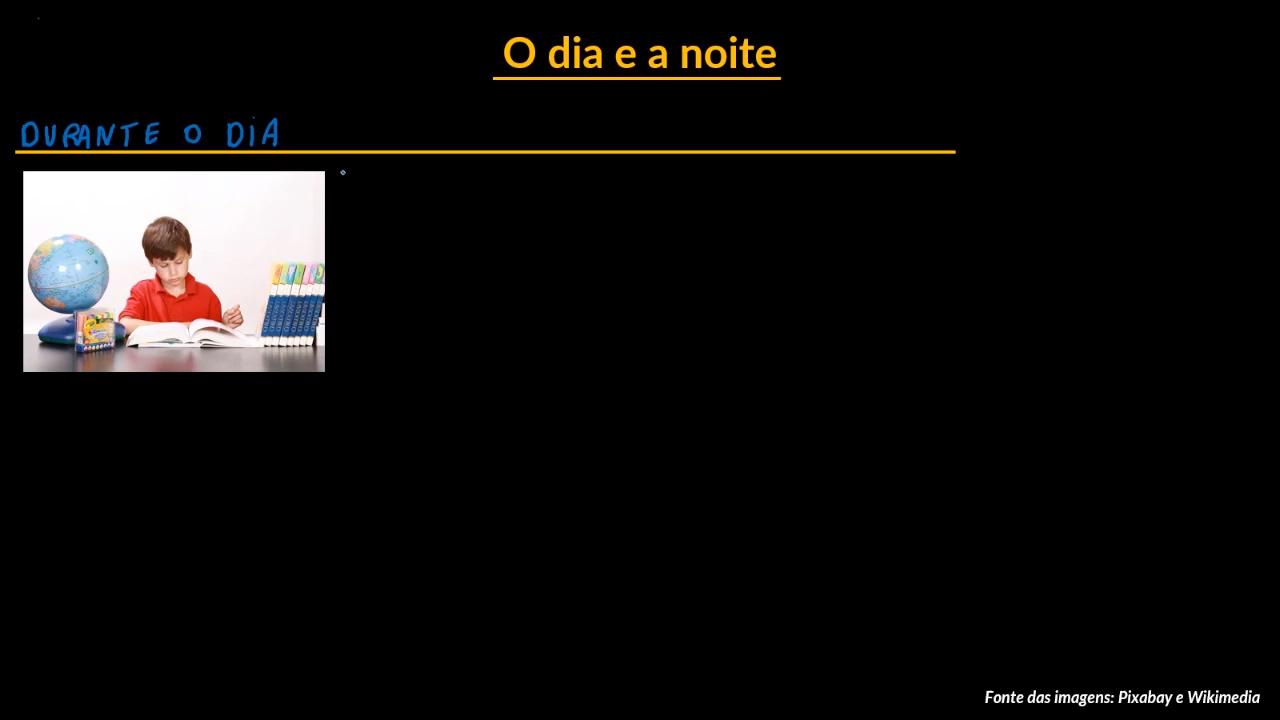 O dia e a noite
DURANTE O DIA
Fonte das imagens: Pixabay e Wikimedia